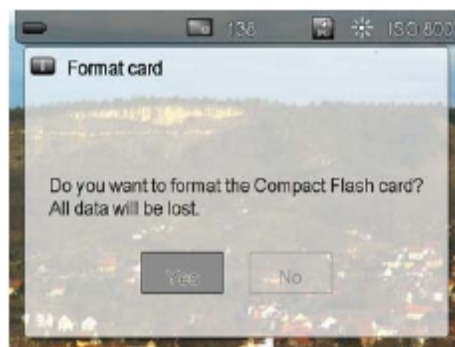 138 ISO 800
Format card
Do you want to format the Compact Flash card?
All data will be lost.
Yes No